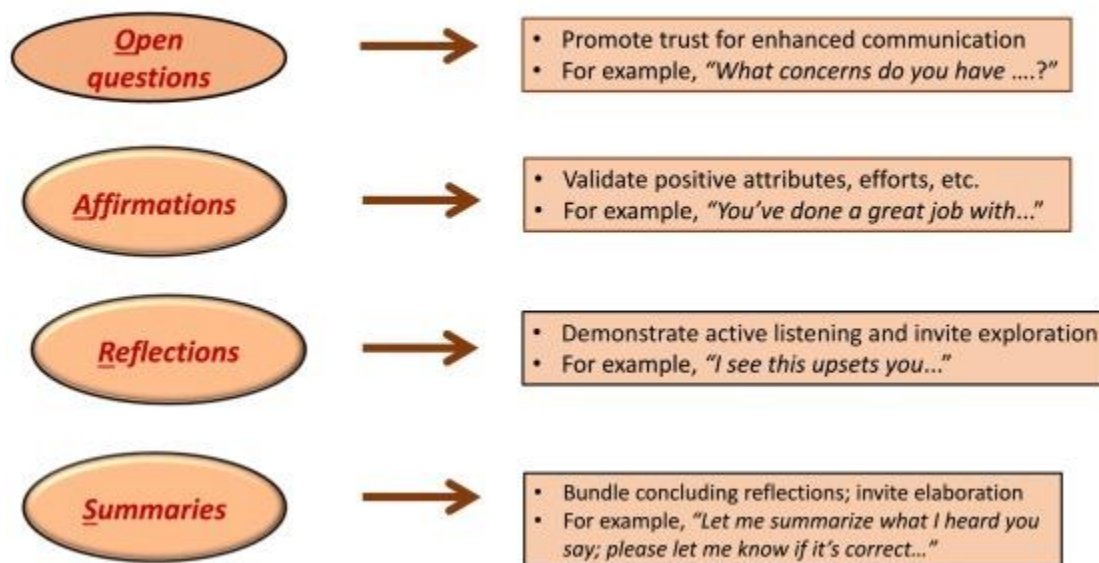 Open
questions
• Promote trust for enhanced communication
• For example, “What concerns do you have ....?”
Affirmations
• Validate positive attributes, efforts, etc.
• For example, “You’ve done a great job with...”
Reflections
• Demonstrate active listening and invite exploration
• For example, “I see this upsets you...”
Summaries
• Bundle concluding reflections; invite elaboration
• For example, “Let me summarize what I heard you
say; please let me know if it’s correct...”